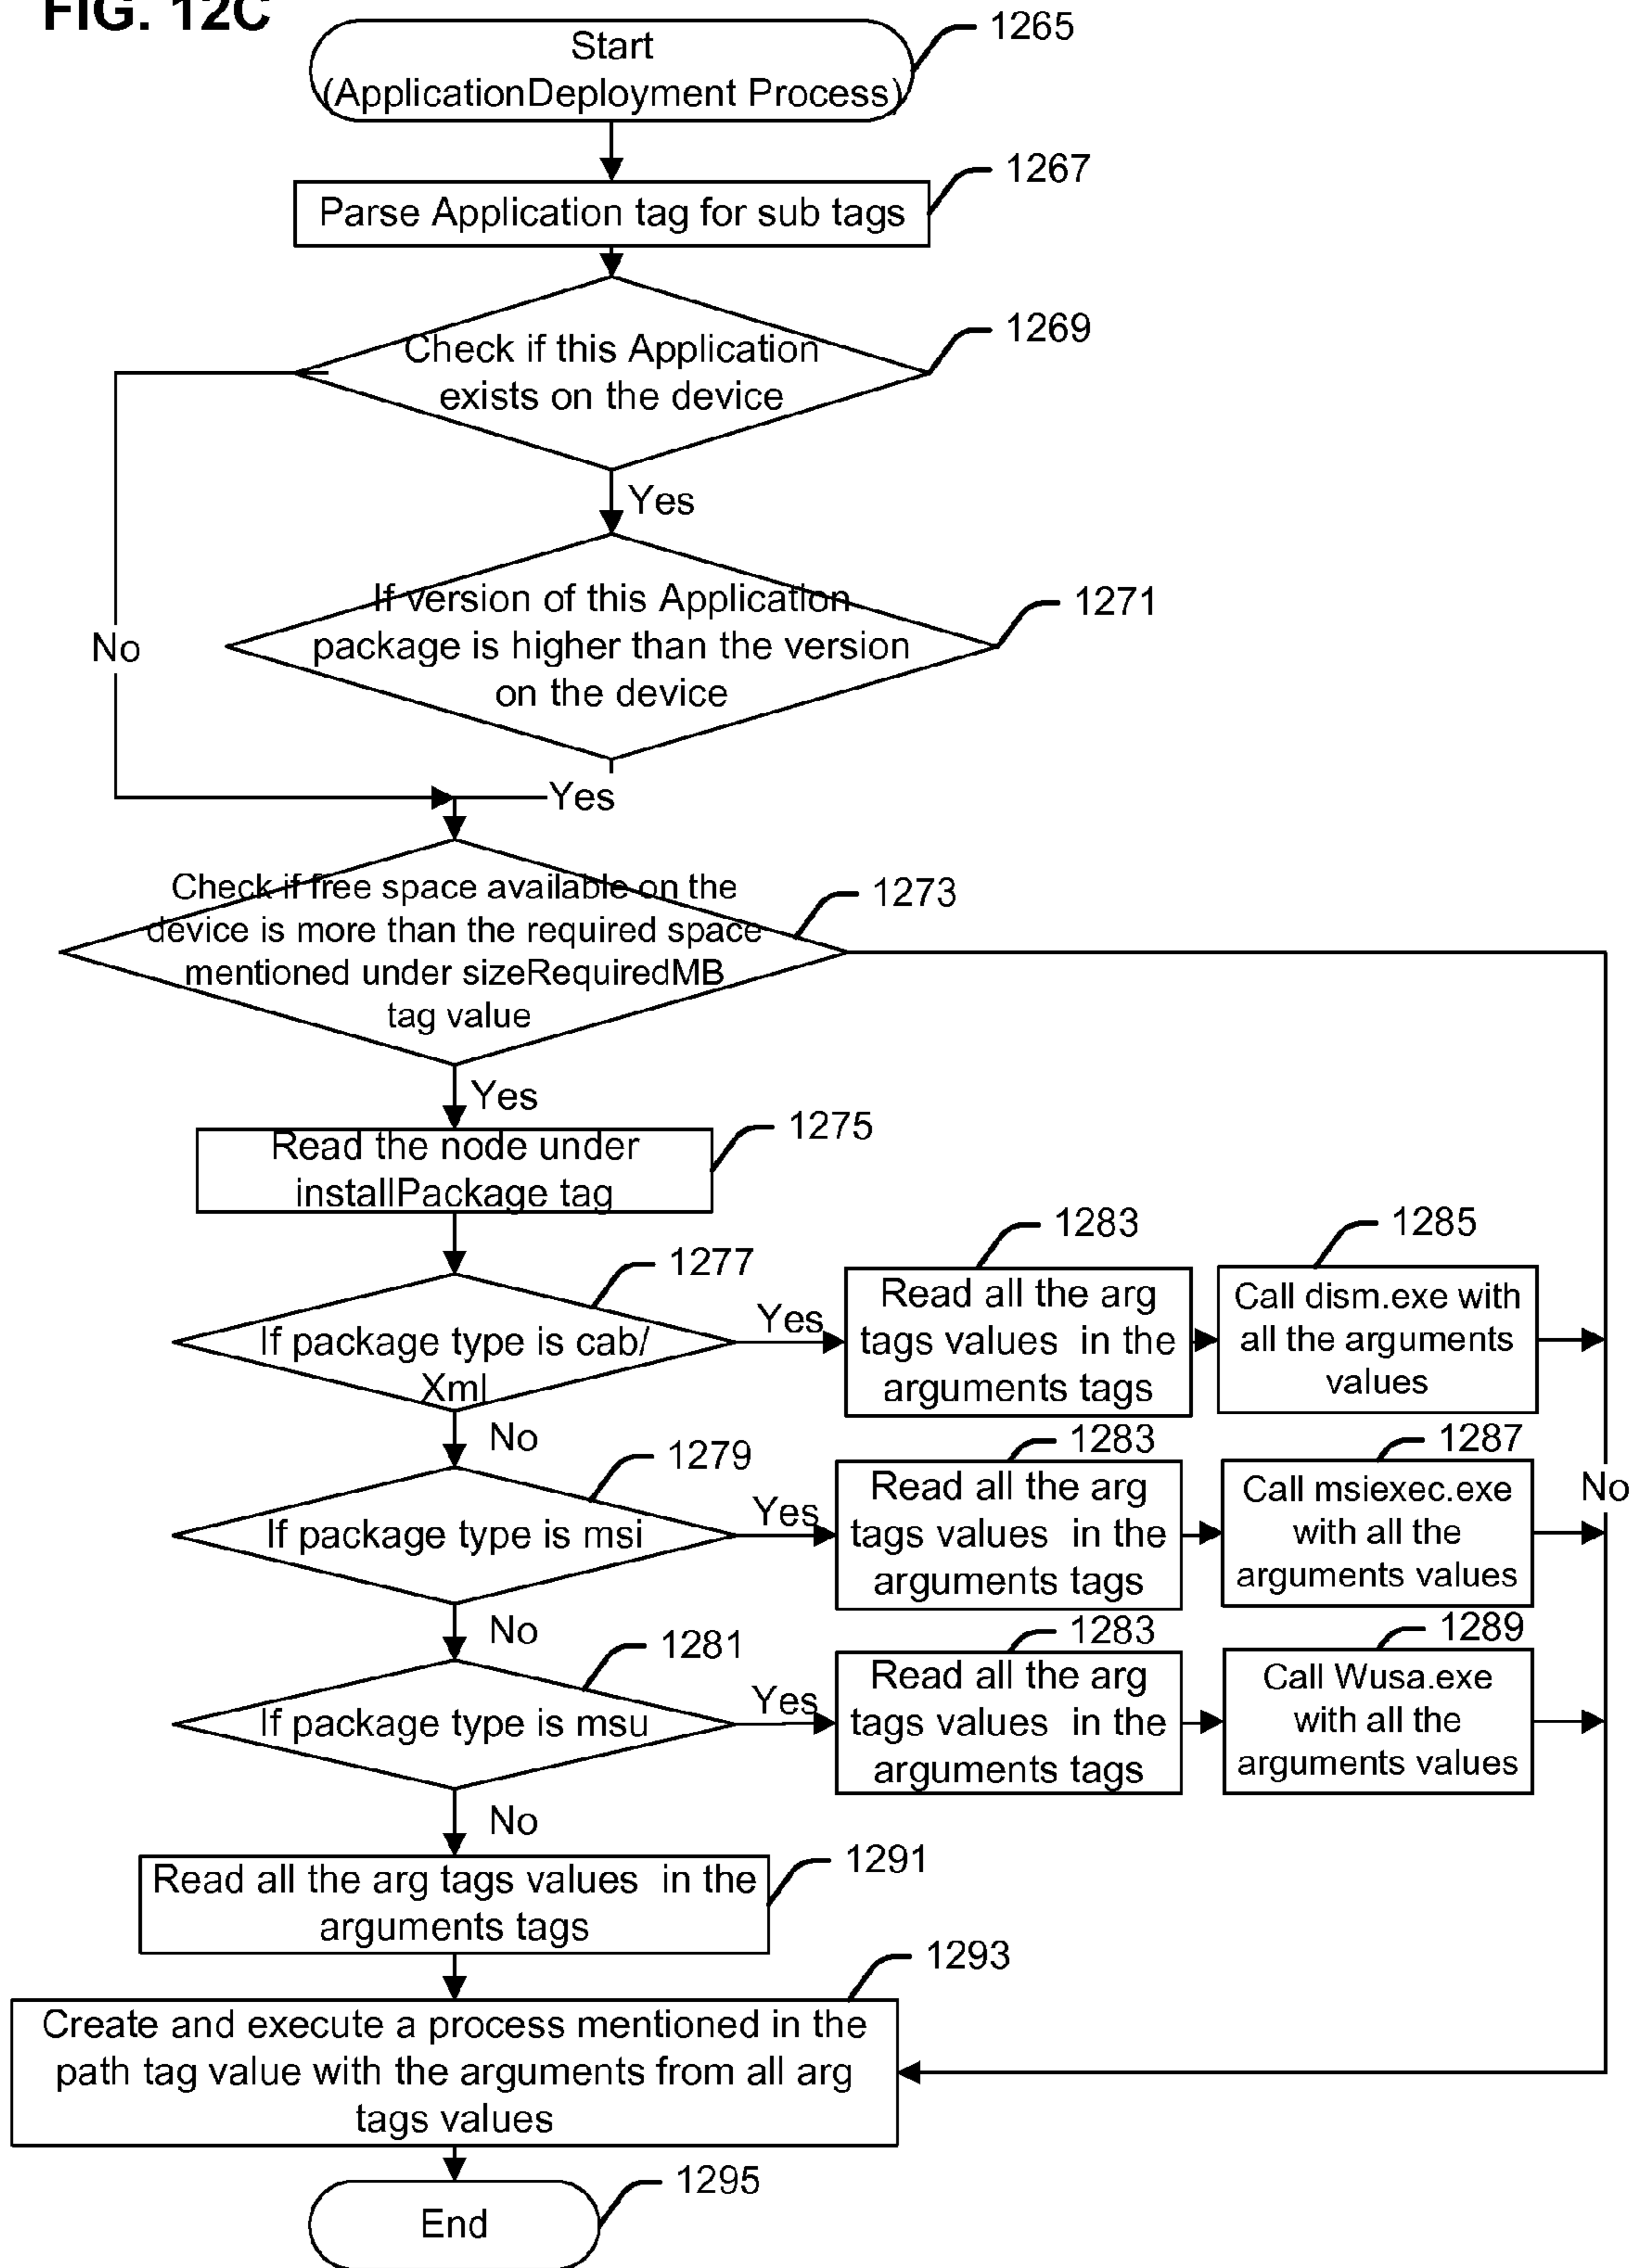 FIG. 12C
Start
(ApplicationDeployment Process)
1265
Parse Application tag for sub tags
1267
Check if this Application
exists on the device
1269
Yes
If version of this Application
package is higher than the version
on the device
1271
No
Yes
Check if free space available on the
device is more than the required space
mentioned under sizeRequiredMB
tag value
1273
Yes
Read the node under
installPackage tag
1275
If package type is cab/
Xml
1277
Yes
Read all the arg
tags values in the
arguments tags
1283
Call dism.exe with
all the arguments
values
1285
No
If package type is msi
1279
Yes
Read all the arg
tags values in the
arguments tags
1283
Call msiexec.exe
with all the
arguments values
1287
No
No
If package type is msu
1281
Yes
Read all the arg
tags values in the
arguments tags
1283
Call Wusa.exe
with all the
arguments values
1289
No
Read all the arg tags values in the
arguments tags
1291
Create and execute a process mentioned in the
path tag value with the arguments from all arg
tags values
1293
End
1295